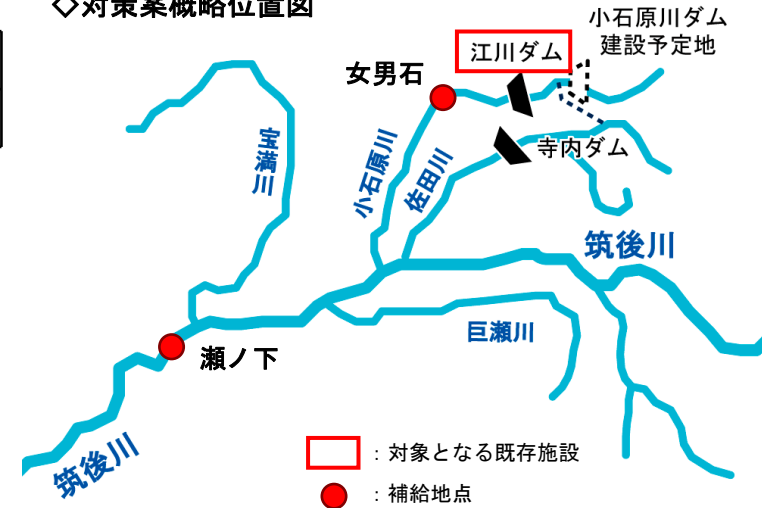 ◇対策案概略位置図
小石原川ダム
建設予定地
江川ダム
女男石
寺内ダム
宝満川
小石原川
佐田川
筑後川
巨瀬川
瀬ノ下
筑後川
：対象となる既存施設
：補給地点